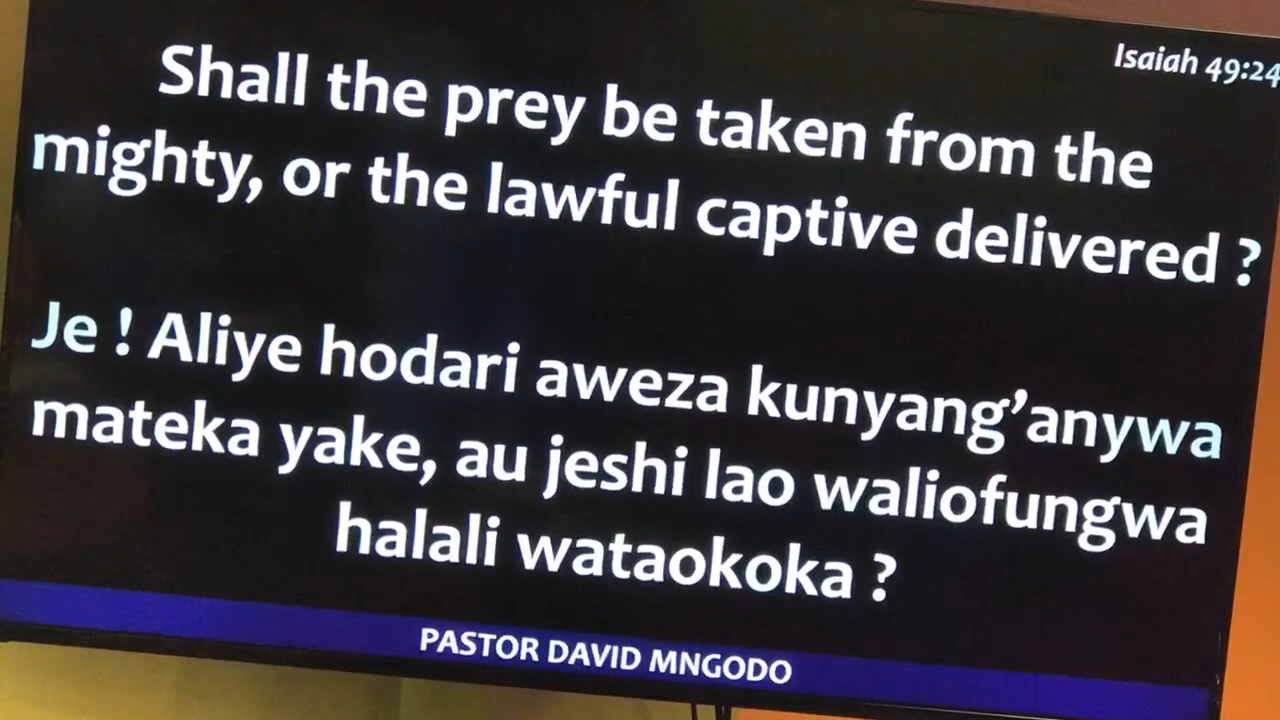 Isaiah 49:24
Shall the prey be taken from the
mighty, or the lawful captive delivered ?
Je ! Aliye hodari aweza kunyang’anywa
mateka yake, au jeshi lao waliofungwa
halali wataokoka ?
PASTOR DAVID MNGODO